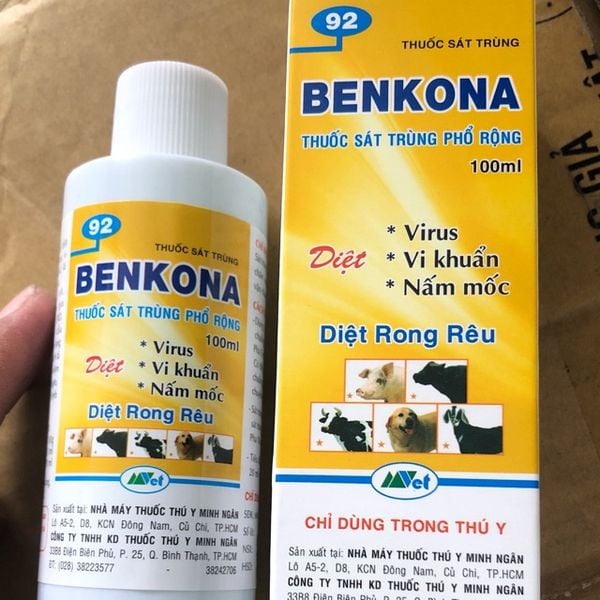 92
THUỐC SÁT TRÙNG
BENKONA
THUỐC SÁT TRÙNG PHỔ RỘNG
100ml
Diệt
* Virus
* Vi khuẩn
* Nấm mốc
Diệt Rong Rêu
MVet
Sản xuất tại: NHÀ MÁY THUỐC THÚ Y MINH NGÂN
Lô A5-2, D8, KCN Đông Nam, Củ Chi, TP.HCM
CÔNG TY TNHH KD THUỐC THÚ Y MINH NGÂN
33B8 Điện Biên Phủ, P. 25, Q. Bình Thạnh, TP.HCM
ĐT: (028) 38223577 - 38242706
92
THUỐC SÁT TRÙNG
BENKONA
THUỐC SÁT TRÙNG PHỔ RỘNG
100ml
Diệt
* Virus
* Vi khuẩn
* Nấm mốc
Diệt Rong Rêu
MVet
CHỈ DÙNG TRONG THÚ Y
Sản xuất tại: NHÀ MÁY THUỐC THÚ Y MINH NGÂN
Lô A5-2, D8, KCN Đông Nam, Củ Chi, TP.HCM
CÔNG TY TNHH KD THUỐC THÚ Y MINH NGÂN